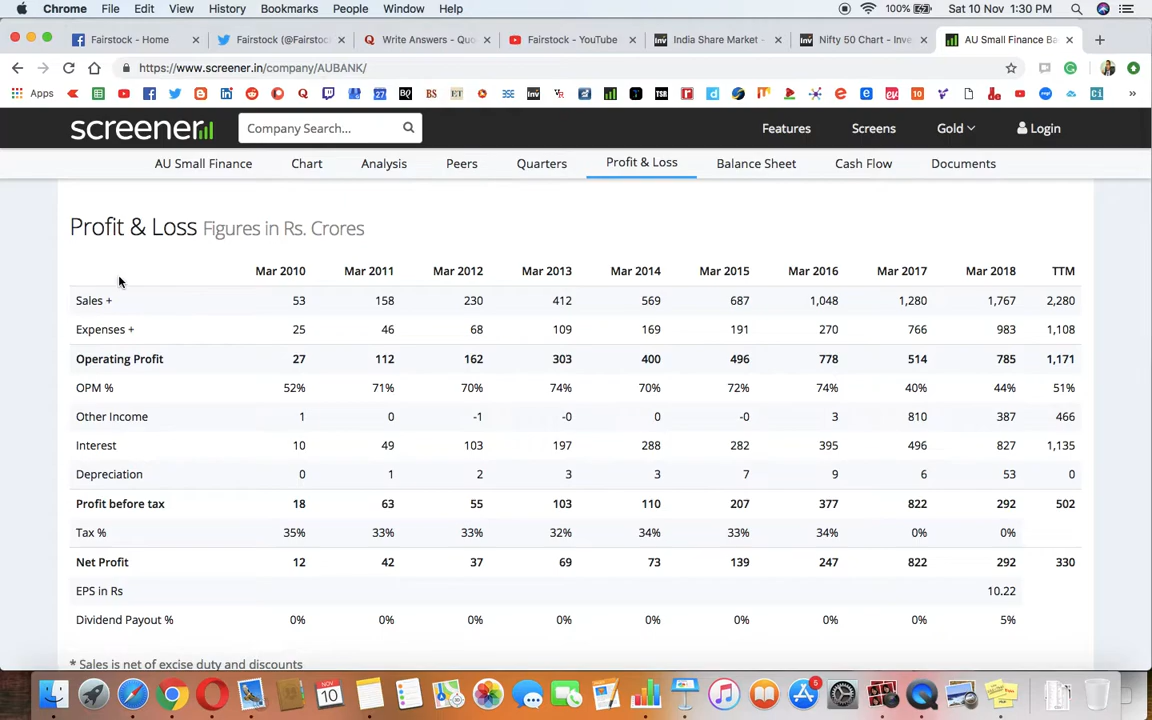 Chrome File Edit View History Bookmarks People Window Help 100% Sat 10 Nov 1:30 PM
Fairstock - Home Fairstock (@Fairstoc Write Answers - Quo Fairstock - YouTube India Share Market - Nifty 50 Chart - Inve AU Small Finance Ba
https://www.screener.in/company/AUBANK/
Apps
screener Company Search... Features Screens Gold Login
AU Small Finance Chart Analysis Peers Quarters Profit & Loss Balance Sheet Cash Flow Documents
Profit & Loss Figures in Rs. Crores
Mar 2010 Mar 2011 Mar 2012 Mar 2013 Mar 2014 Mar 2015 Mar 2016 Mar 2017 Mar 2018 TTM
Sales + 53 158 230 412 569 687 1,048 1,280 1,767 2,280
Expenses + 25 46 68 109 169 191 270 766 983 1,108
Operating Profit 27 112 162 303 400 496 778 514 785 1,171
OPM % 52% 71% 70% 74% 70% 72% 74% 40% 44% 51%
Other Income 1 0 -1 -0 0 -0 3 810 387 466
Interest 10 49 103 197 288 282 395 496 827 1,135
Depreciation 0 1 2 3 3 7 9 6 53 0
Profit before tax 18 63 55 103 110 207 377 822 292 502
Tax % 35% 33% 33% 32% 34% 33% 34% 0% 0%
Net Profit 12 42 37 69 73 139 247 822 292 330
EPS in Rs 10.22
Dividend Payout % 0% 0% 0% 0% 0% 0% 0% 0% 5%
* Sales is net of excise duty and discounts
NOV
10
5